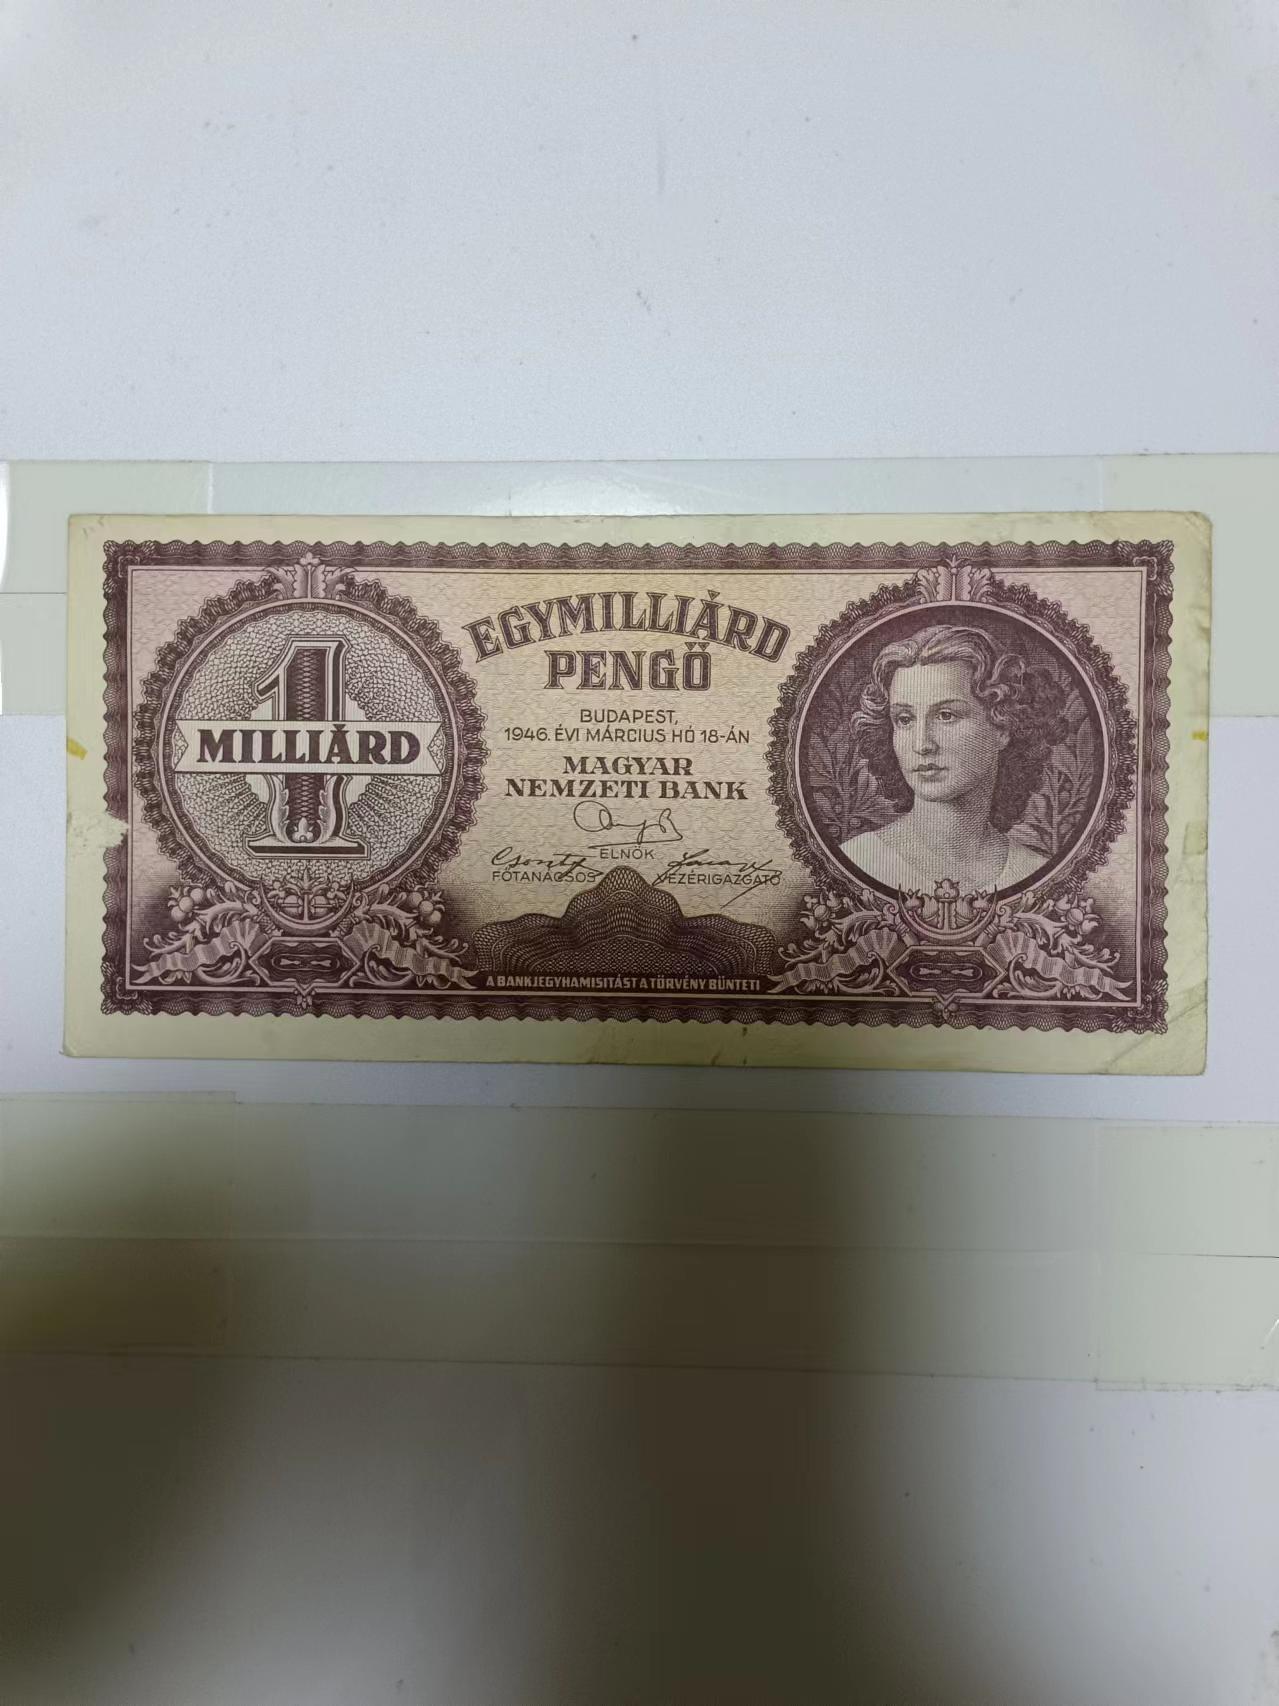 EGYMILLIÁRD
PENGŐ
1
MILLIÁRD
BUDAPEST,
1946. ÉVI MÁRCIUS HÓ 18-ÁN
MAGYAR
NEMZETI BANK
ELNÖK
FŐTANÁCSOS VEZÉRIGAZGATÓ
A BANKJEGYHAMISITÁST A TÖRVÉNY BÜNTETI